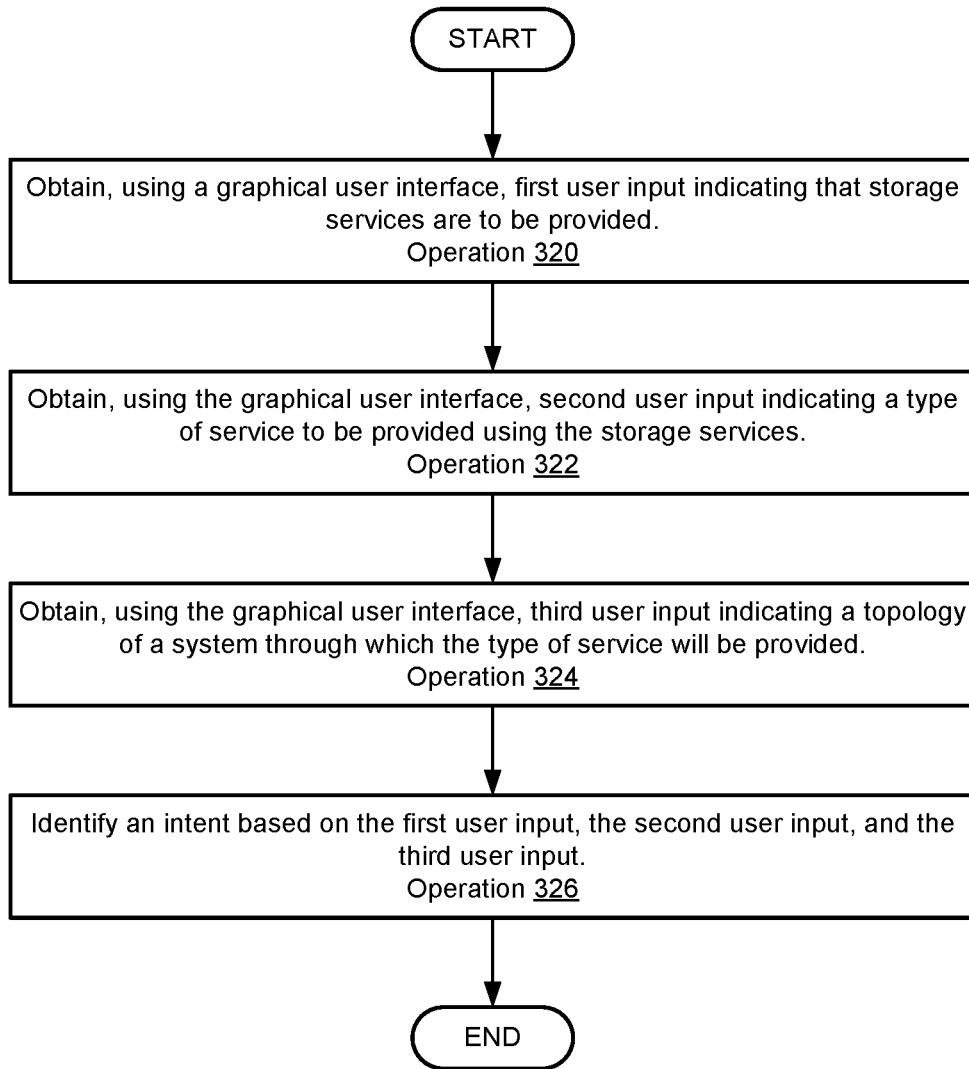 START
Obtain, using a graphical user interface, first user input indicating that storage
services are to be provided.
Operation 320
Obtain, using the graphical user interface, second user input indicating a type
of service to be provided using the storage services.
Operation 322
Obtain, using the graphical user interface, third user input indicating a topology
of a system through which the type of service will be provided.
Operation 324
Identify an intent based on the first user input, the second user input, and the
third user input.
Operation 326
END